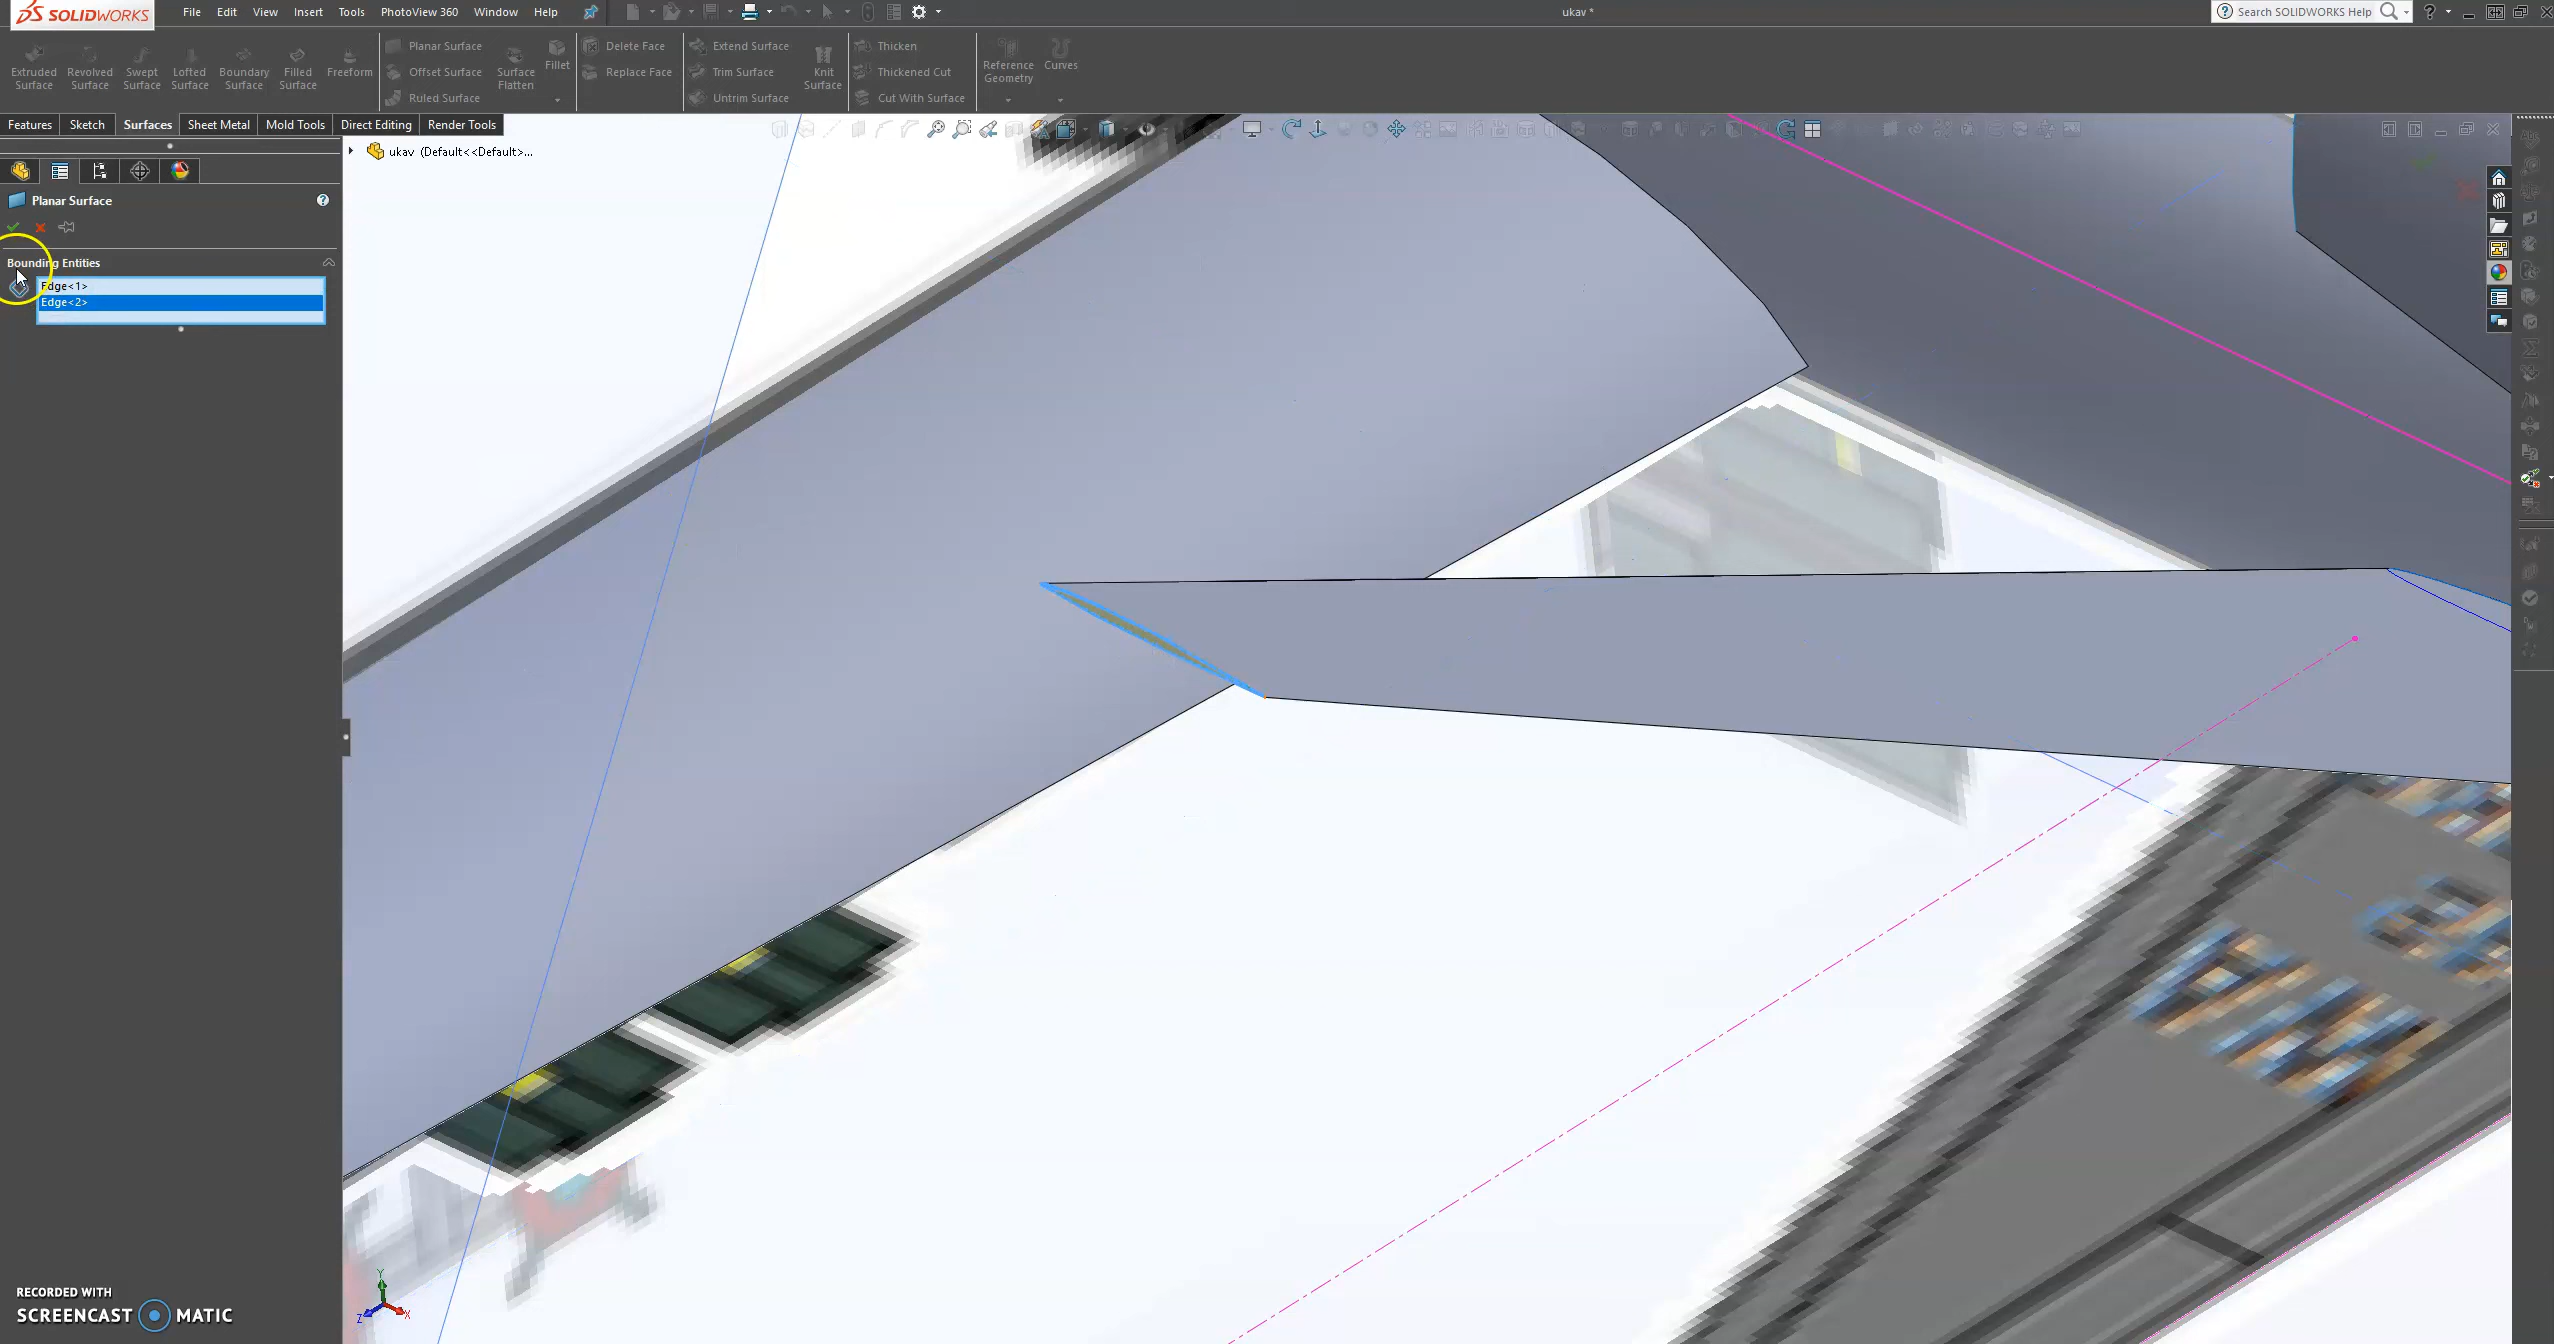 SOLIDWORKS
File Edit View Insert Tools PhotoView 360 Window Help
ukav *
Search SOLIDWORKS Help
Extruded Surface
Revolved Surface
Swept Surface
Lofted Surface
Boundary Surface
Filled Surface
Freeform
Planar Surface
Offset Surface
Ruled Surface
Surface Flatten
Fillet
Delete Face
Replace Face
Extend Surface
Trim Surface
Untrim Surface
Knit Surface
Thicken
Thickened Cut
Cut With Surface
Reference Geometry
Curves
Features Sketch Surfaces Sheet Metal Mold Tools Direct Editing Render Tools
ukav (Default<<Default>...
Planar Surface
Bounding Entities
Edge<1>
Edge<2>
Y
X
Z
RECORDED WITH
SCREENCAST MATIC